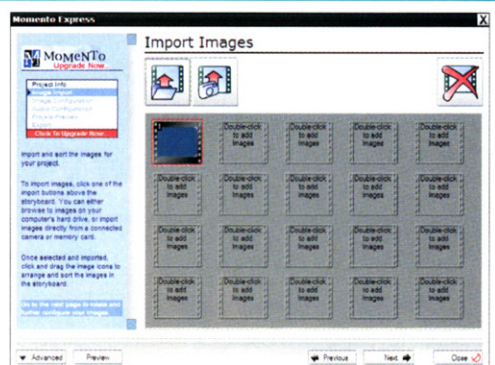 Momento Express
X
MoMeNTo
Upgrade Now...
Project Info
Image Import
Image Configuration
Audio Configuration
Project Preview
Export
Click To Upgrade Now...
Import and sort the images for
your project.
To import images, click one of the
import buttons above the
storyboard. You can either
browse to images on your
computer's hard drive, or import
images directly from a connected
camera or memory card.
Once selected and imported,
click and drag the image icons to
arrange and sort the images in
the storyboard.
Go to the next page to rotate and
further configure your images.
Import Images
1
Double-click
to add
Images
Double-click
to add
Images
Double-click
to add
Images
Double-click
to add
Images
Double-click
to add
Images
Double-click
to add
Images
Double-click
to add
Images
Double-click
to add
Images
Double-click
to add
Images
Double-click
to add
Images
Double-click
to add
Images
Double-click
to add
Images
Double-click
to add
Images
Double-click
to add
Images
Double-click
to add
Images
Double-click
to add
Images
Double-click
to add
Images
Double-click
to add
Images
Double-click
to add
Images
Advanced
Preview
Previous
Next
Close